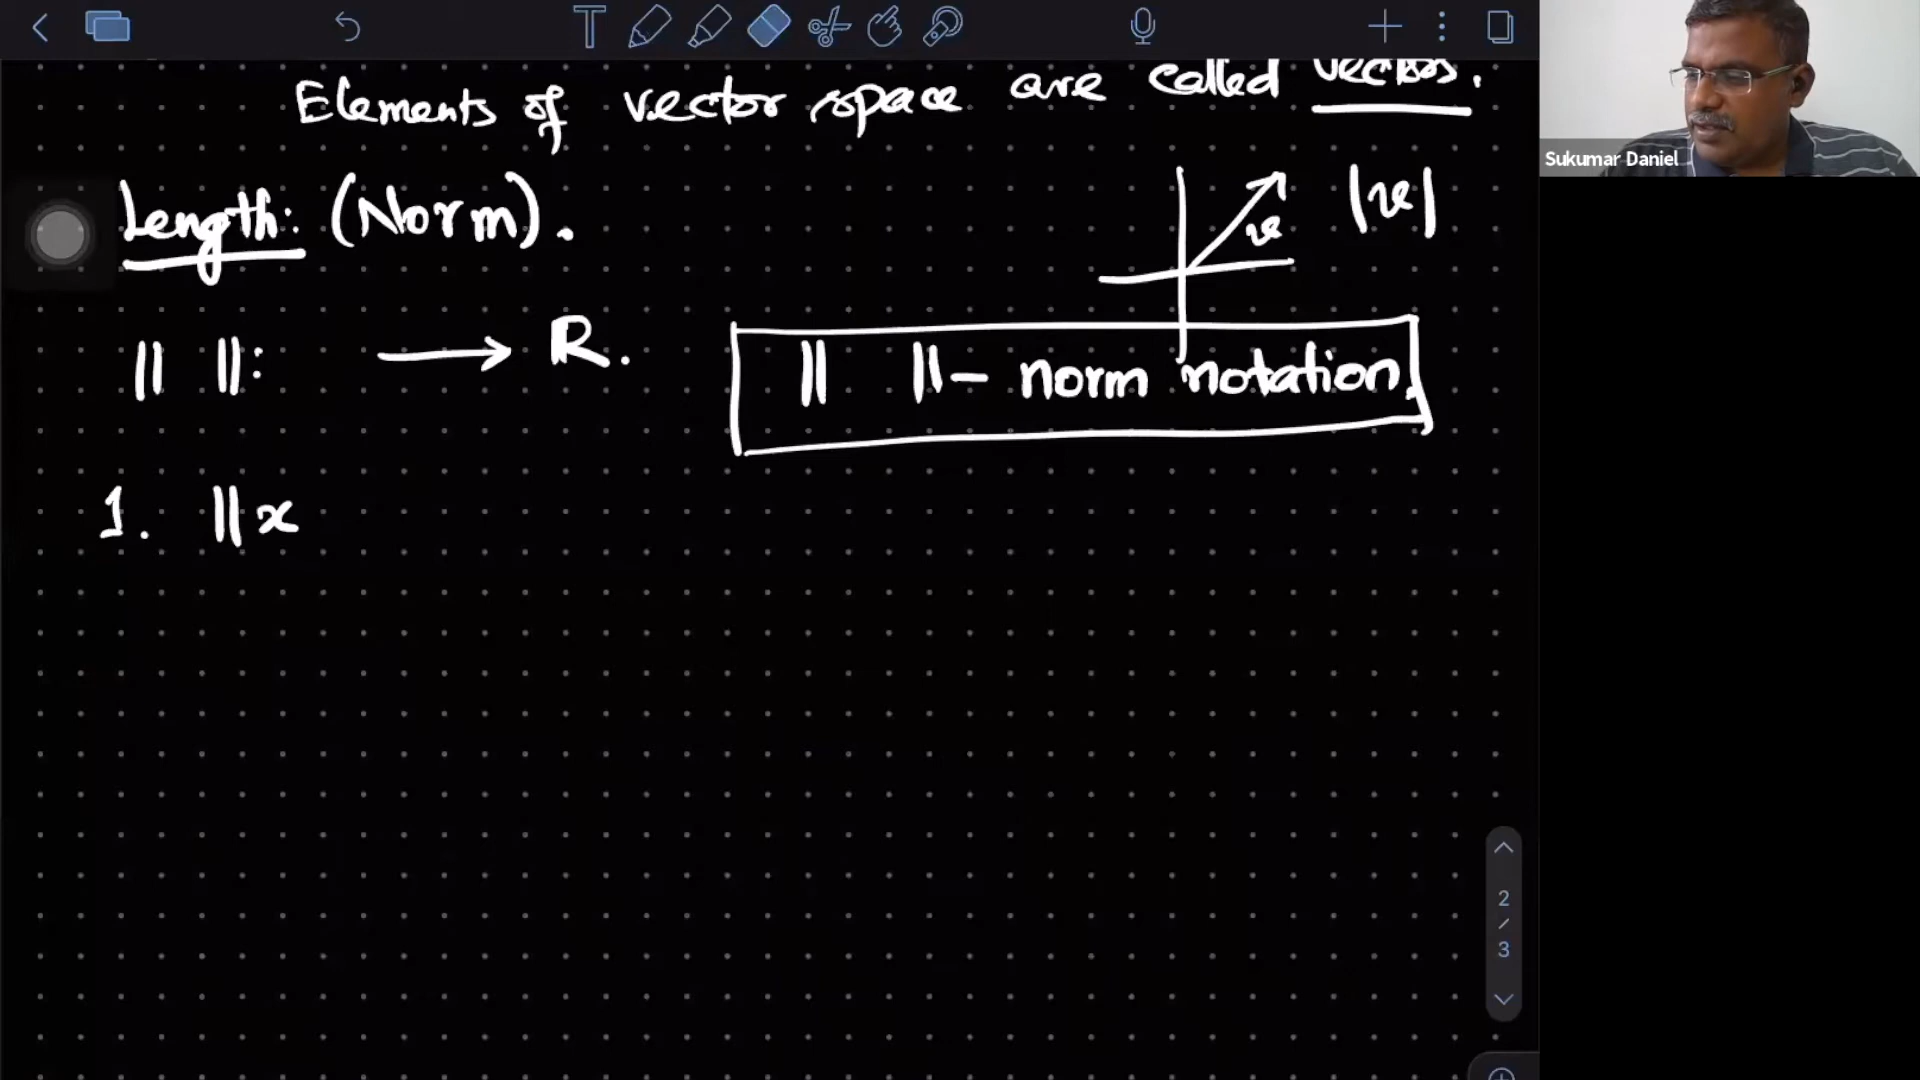 Elements of vector space are called vectors.
Length: (Norm).
v |v|
|| ||: → R.
|| || - norm notation.
1. ||x
Sukumar Daniel
2
/
3